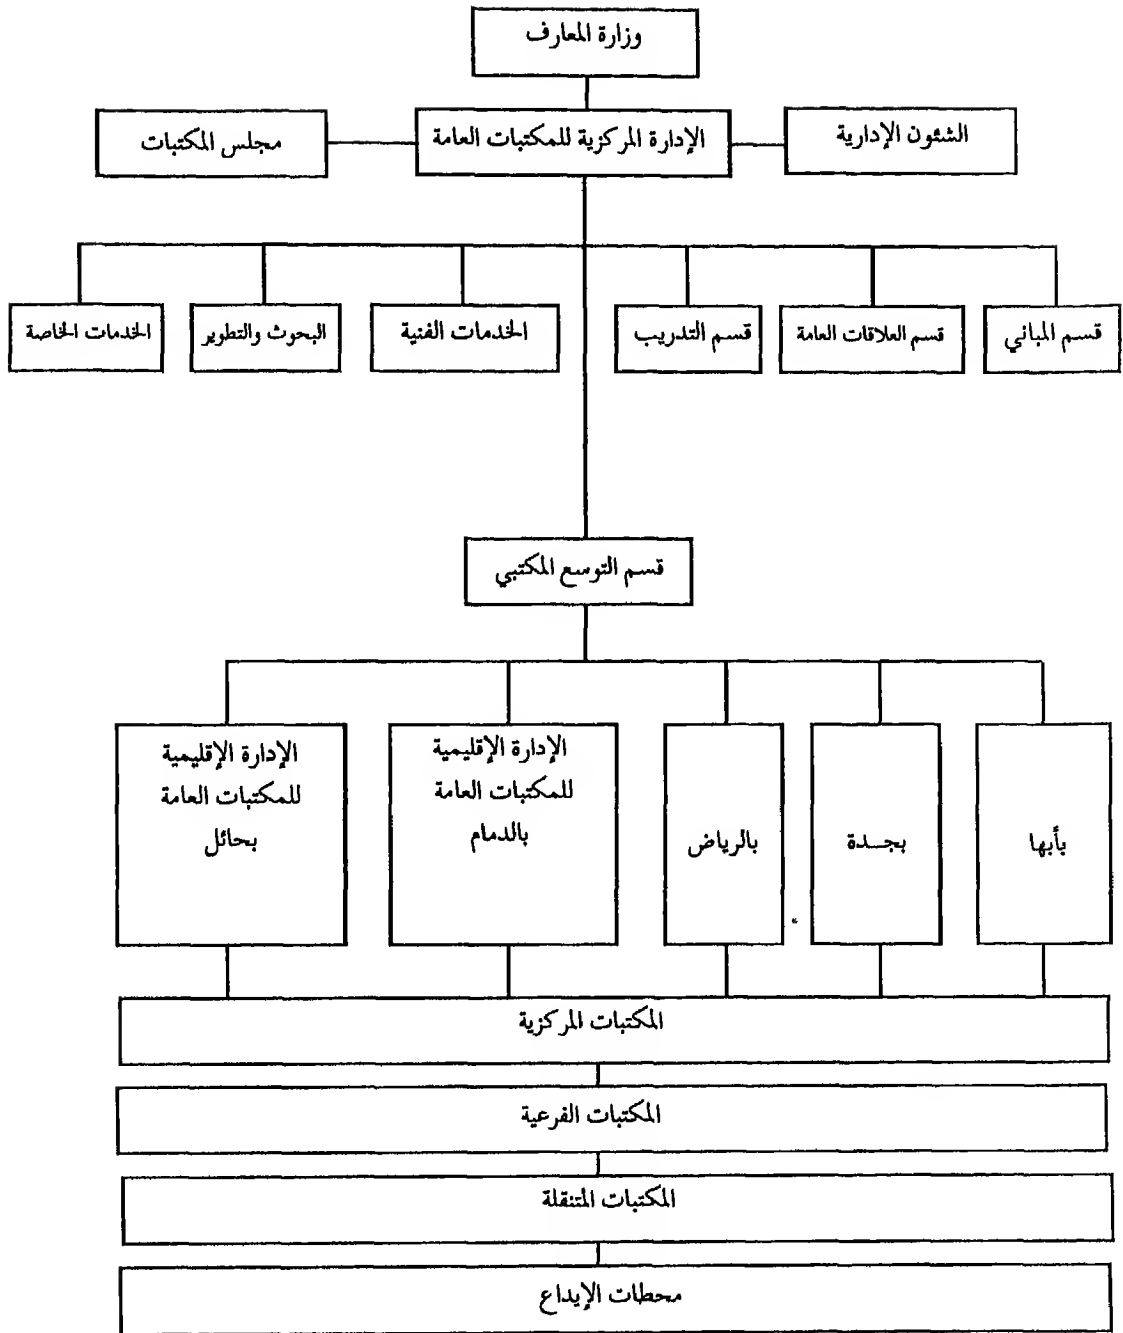 وزارة المعارف
الشئون الإدارية
الإدارة المركزية للمكتبات العامة
مجلس المكتبات
قسم المباني
قسم العلاقات العامة
قسم التدريب
الخدمات الفنية
البحوث والتطوير
الخدمات الخاصة
قسم التوسع المكتبي
بأبها
بجـدة
بالرياض
الإدارة الإقليمية
للمكتبات العامة
بالدمام
الإدارة الإقليمية
للمكتبات العامة
بحائل
المكتبات المركزية
المكتبات الفرعية
المكتبات المتنقلة
محطات الإيداع